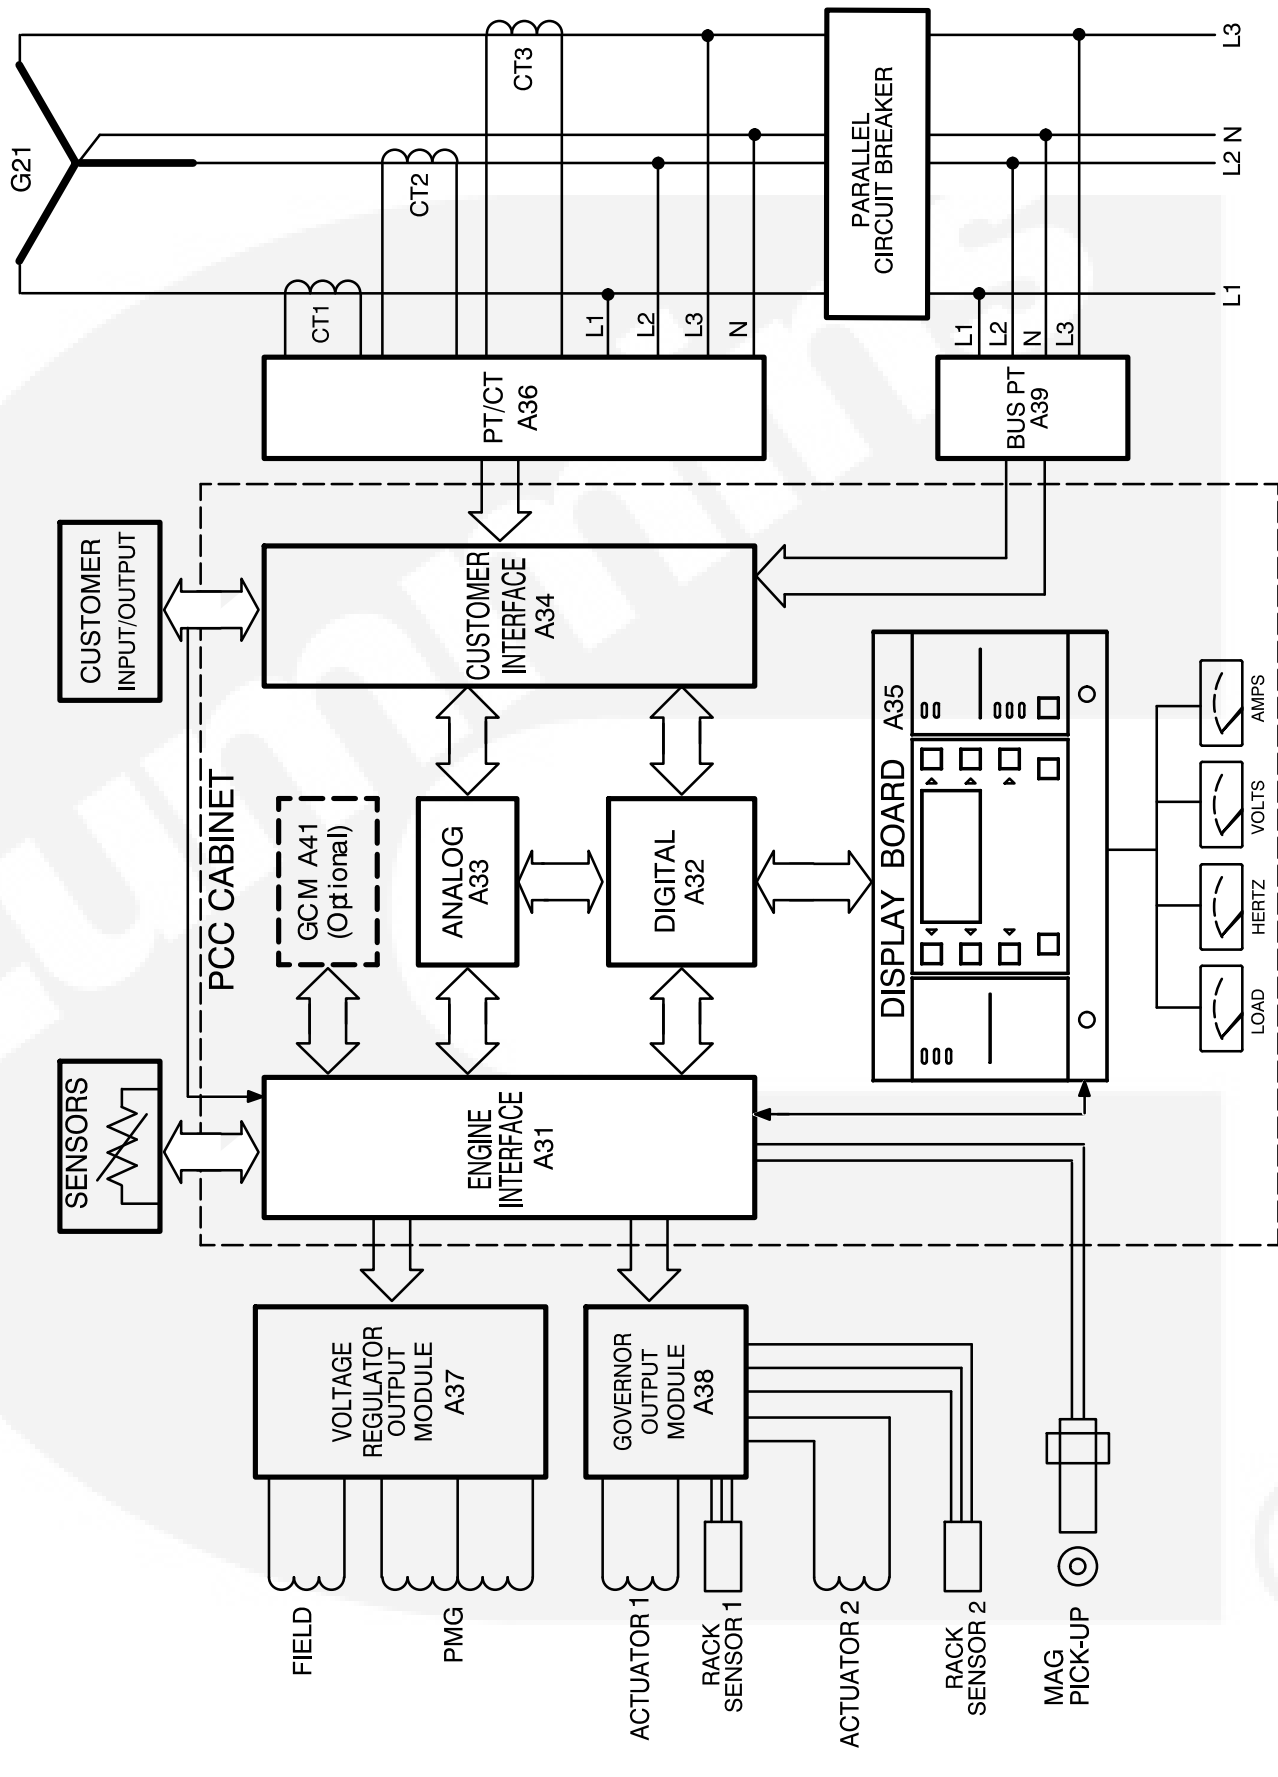 SENSORS
CUSTOMER
INPUT/OUTPUT
G21
PCC CABINET
FIELD
PMG
VOLTAGE
REGULATOR
OUTPUT
MODULE
A37
ENGINE
INTERFACE
A31
GCM A41
(Optional)
ANALOG
A33
DIGITAL
A32
CUSTOMER
INTERFACE
A34
PT/CT
A36
CT1
CT2
CT3
L1
L2
L3
N
PARALLEL
CIRCUIT BREAKER
ACTUATOR 1
RACK
SENSOR 1
GOVERNOR
OUTPUT
MODULE
A38
ACTUATOR 2
RACK
SENSOR 2
MAG
PICK-UP
DISPLAY BOARD A35
BUS PT
A39
L1
L2
N
L3
LOAD
HERTZ
VOLTS
AMPS
L1
L2
N
L3
Cummins